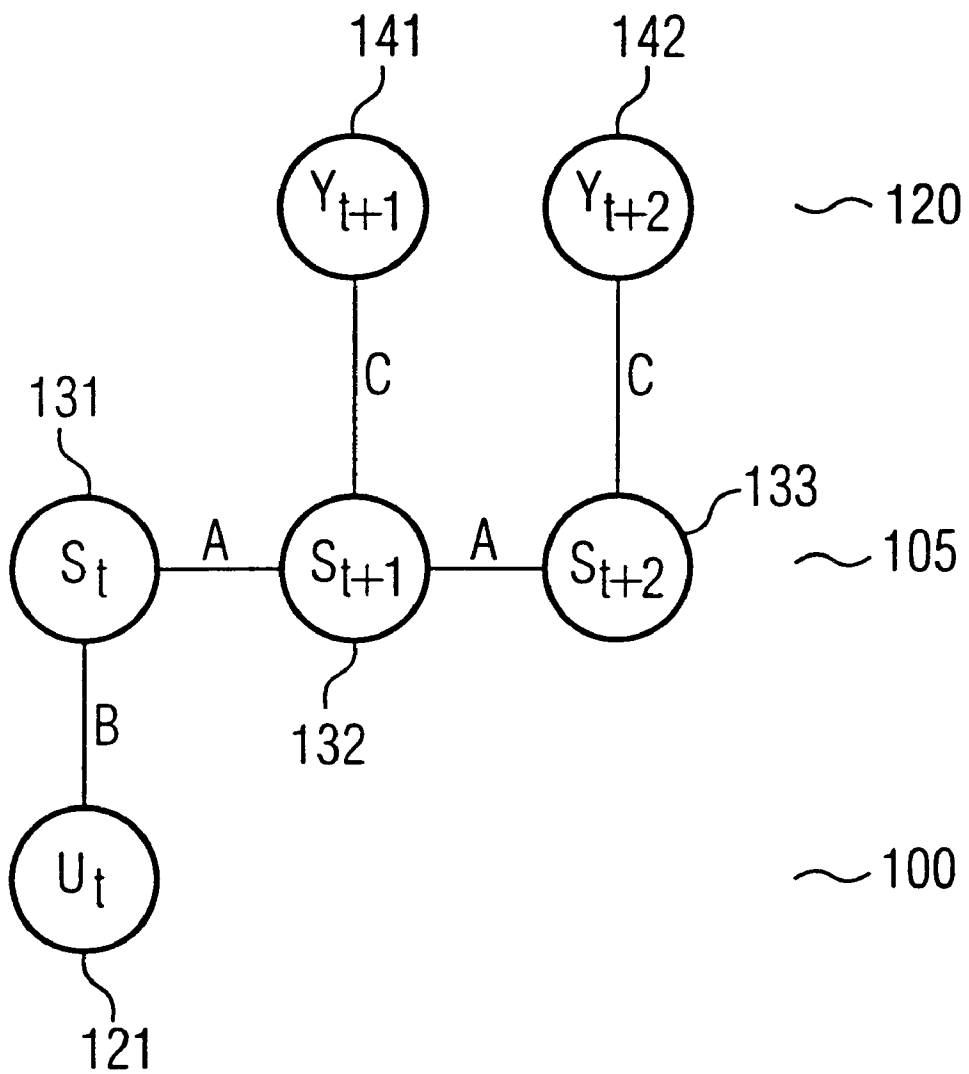 141 142
Y_{t+1} Y_{t+2} 120
C C
131
133
S_t A S_{t+1} A S_{t+2} 105
B
132
U_t 100
121